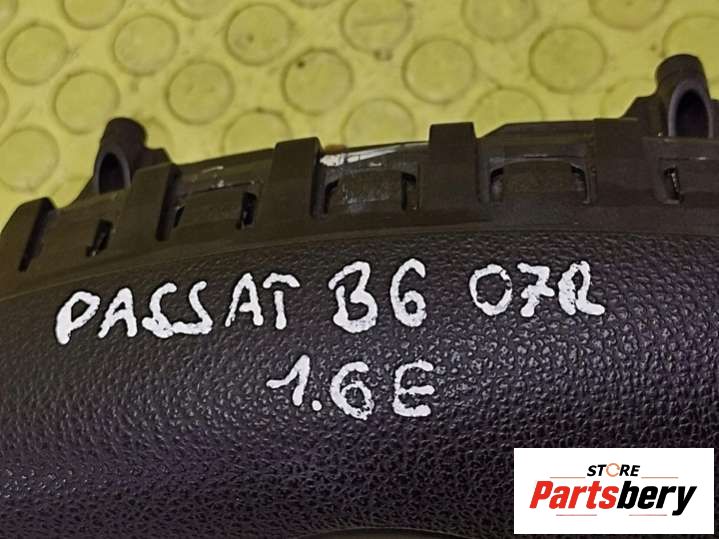 PASSAT B6 07R
1.6E
STORE
Partsbery